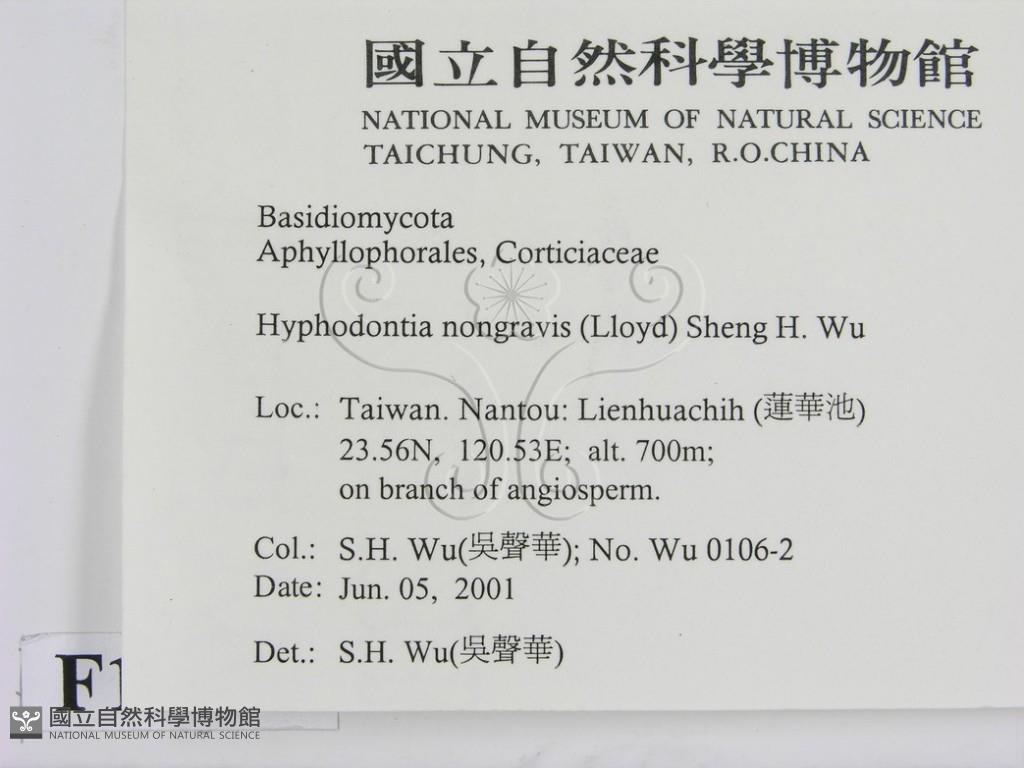 國立自然科學博物館
NATIONAL MUSEUM OF NATURAL SCIENCE
TAICHUNG, TAIWAN, R.O.CHINA
Basidiomycota
Aphyllophorales, Corticiaceae
Hyphodontia nongravis (Lloyd) Sheng H. Wu
Loc.: Taiwan. Nantou: Lienhuachih (蓮華池)
23.56N, 120.53E; alt. 700m;
on branch of angiosperm.
Col.: S.H. Wu(吳聲華); No. Wu 0106-2
Date: Jun. 05, 2001
Det.: S.H. Wu(吳聲華)
F
國立自然科學博物館
NATIONAL MUSEUM OF NATURAL SCIENCE